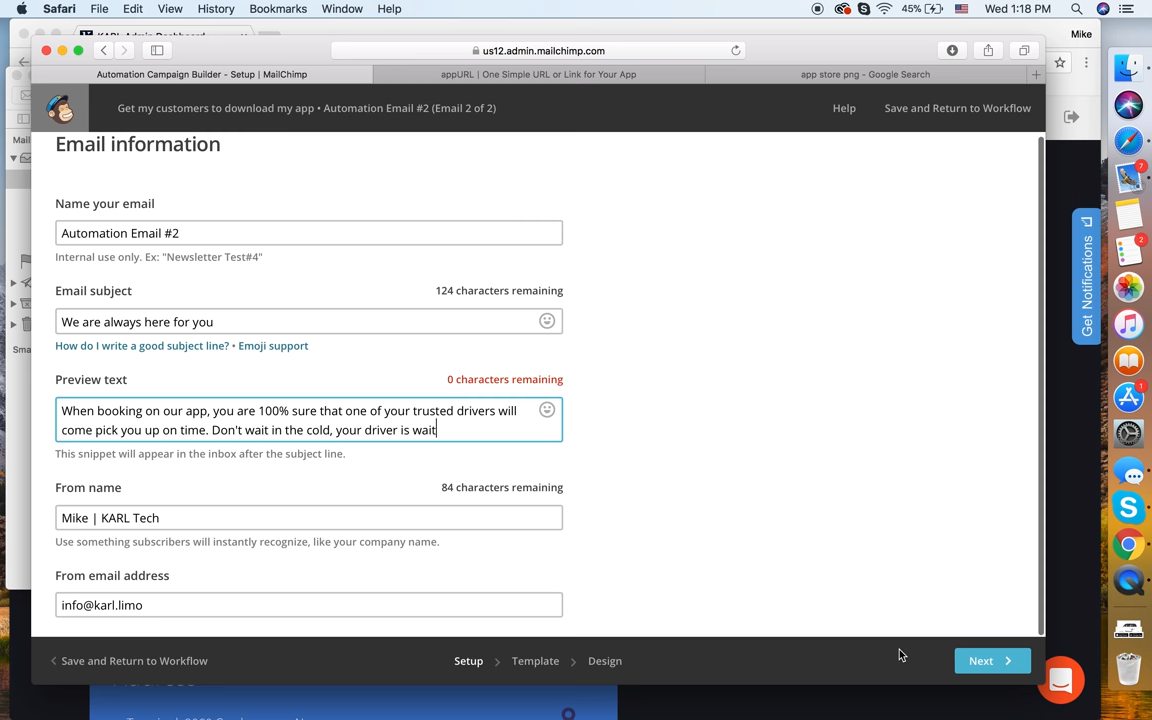 Safari File Edit View History Bookmarks Window Help 45% Wed 1:18 PM
Mike
us12.admin.mailchimp.com
Automation Campaign Builder - Setup | MailChimp appURL | One Simple URL or Link for Your App app store png - Google Search
Get my customers to download my app • Automation Email #2 (Email 2 of 2) Help Save and Return to Workflow
Email information
Name your email
Automation Email #2
Internal use only. Ex: "Newsletter Test#4"
Email subject 124 characters remaining
We are always here for you
How do I write a good subject line? • Emoji support
Preview text 0 characters remaining
When booking on our app, you are 100% sure that one of your trusted drivers will
come pick you up on time. Don't wait in the cold, your driver is wait
This snippet will appear in the inbox after the subject line.
From name 84 characters remaining
Mike | KARL Tech
Use something subscribers will instantly recognize, like your company name.
From email address
info@karl.limo
Save and Return to Workflow Setup Template Design Next
Get Notifications
Mail
Sma
7
2
1